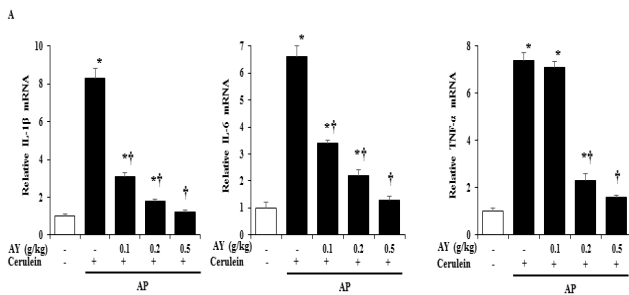 A
Relative IL-1β mRNA
10
8
6
4
2
0
*
*†
*†
†
AY (g/kg) - - 0.1 0.2 0.5
Cerulein - + + + +
AP
Relative IL-6 mRNA
7
6
5
4
3
2
1
0
*
*†
*†
†
AY (g/kg) - - 0.1 0.2 0.5
Cerulein - + + + +
AP
Relative TNF-α mRNA
8
6
4
2
0
*
*
*†
†
AY (g/kg) - - 0.1 0.2 0.5
Cerulein - + + + +
AP